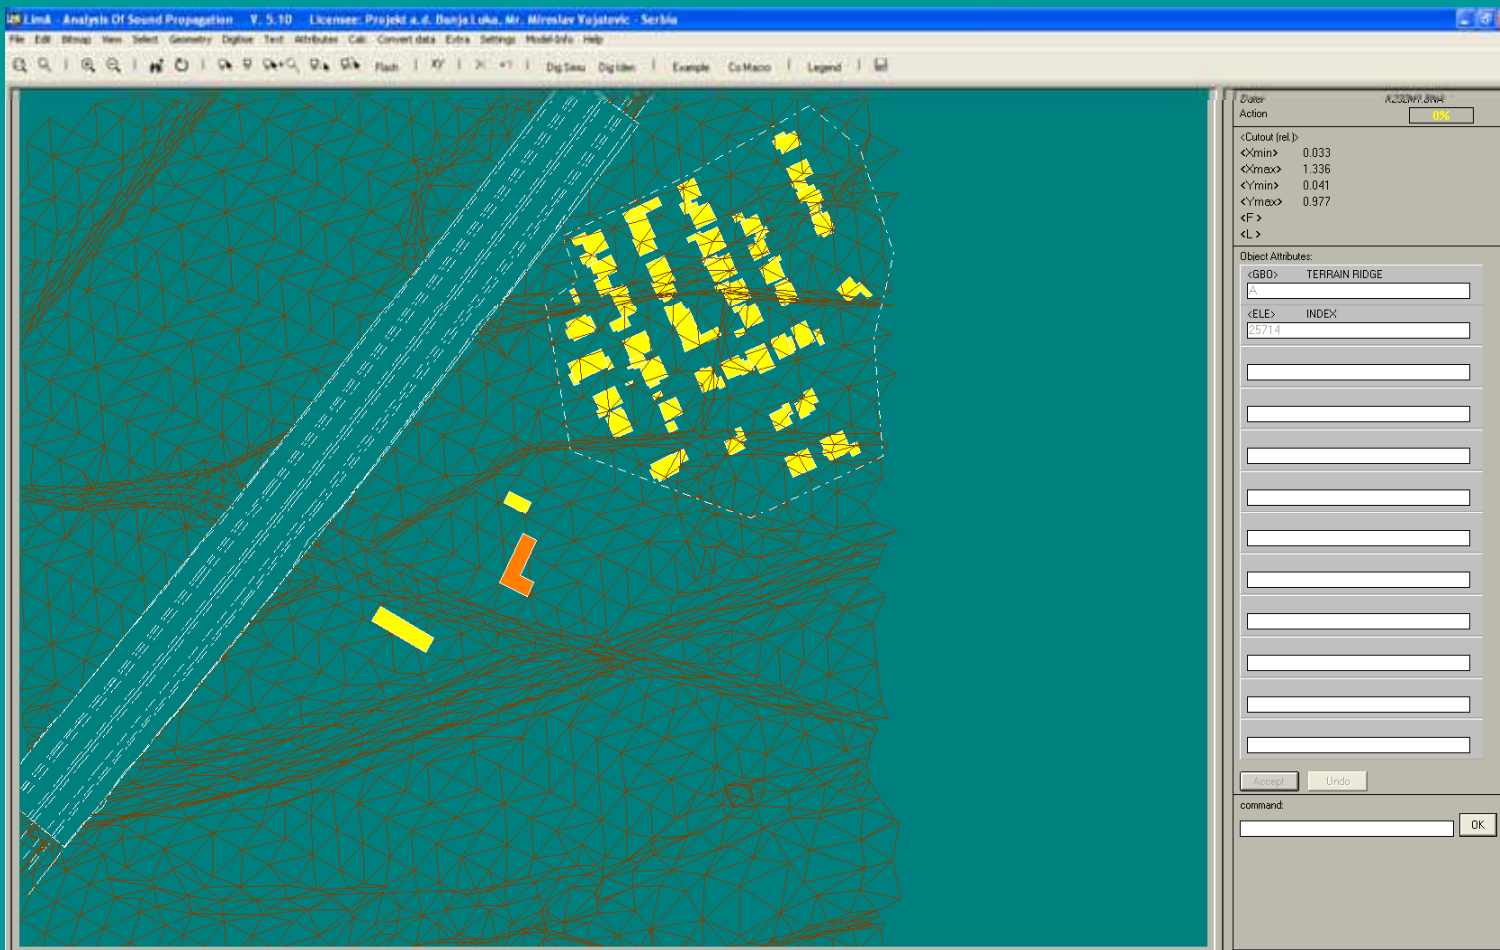 LimA - Analysis Of Sound Propagation V. 5.10 Licensee: Projekt a.d. Banja Luka, Mr. Miroslav Vujatovic - Serbia
File Edit Bitmap View Select Geometry Digitise Text Attributes Calc Convert data Extra Settings Model-Info Help
Flash XY Dig Simu Dig Iden Example Co Macro Legend
Action 0%
<Cutout (rel.)>
<Xmin> 0.033
<Xmax> 1.336
<Ymin> 0.041
<Ymax> 0.977
<F >
<L >
Object Attributes:
<GBO> TERRAIN RIDGE
A
<ELE> INDEX
25714
Accept Undo
command:
OK